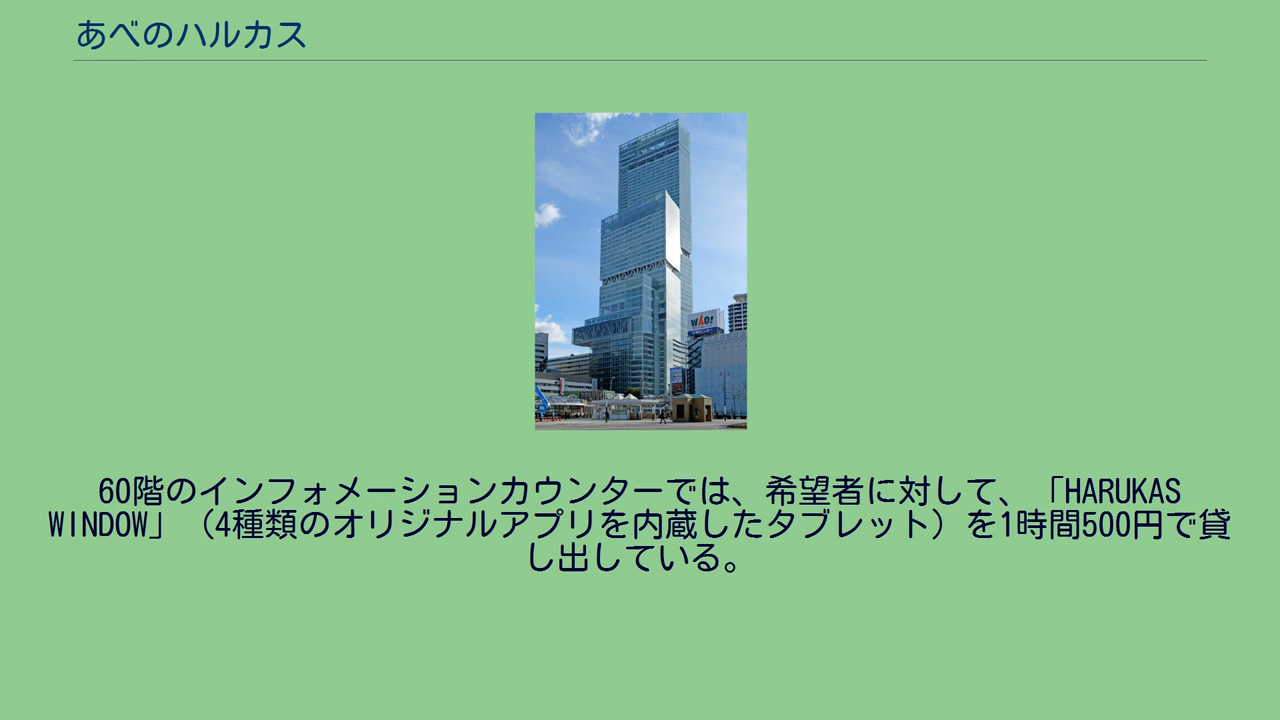 あべのハルカス
WAO!
60階のインフォメーションカウンターでは、希望者に対して、「HARUKAS
WINDOW」（4種類のオリジナルアプリを内蔵したタブレット）を1時間500円で貸
し出している。